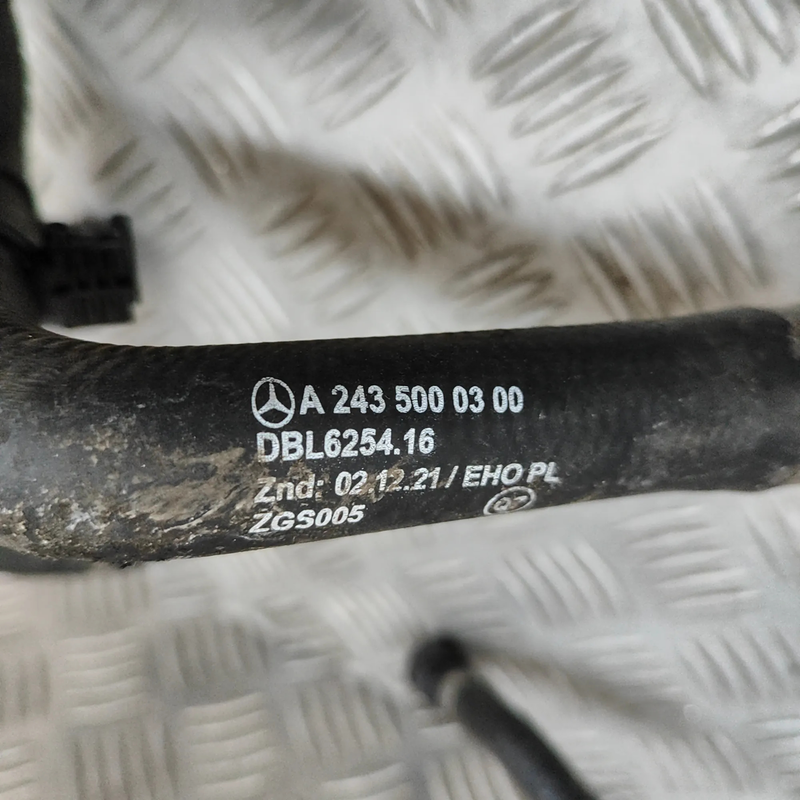 A 243 500 03 00
DBL6254.16
Znd: 02.12.21 / EHO PL
ZGS005